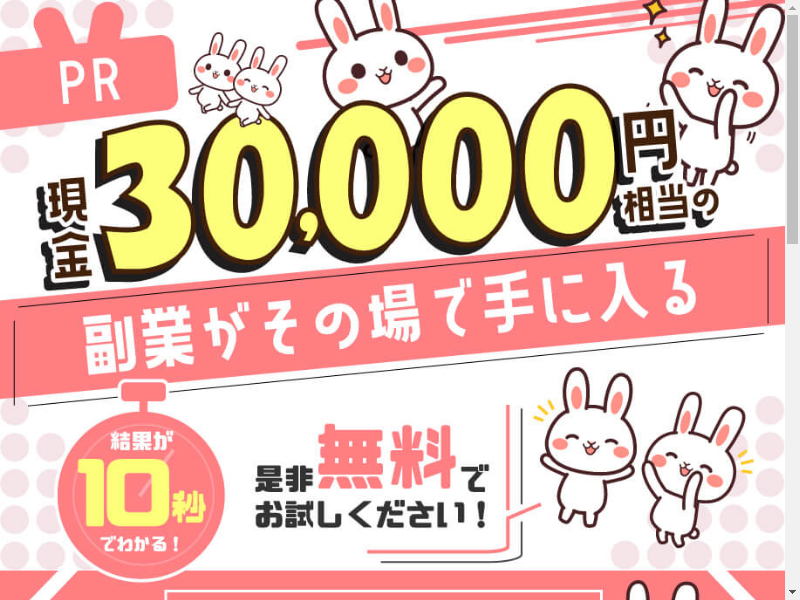 PR
現金
30,000円
相当の
副業がその場で手に入る
結果が
10秒
でわかる!
是非無料で
お試しください!